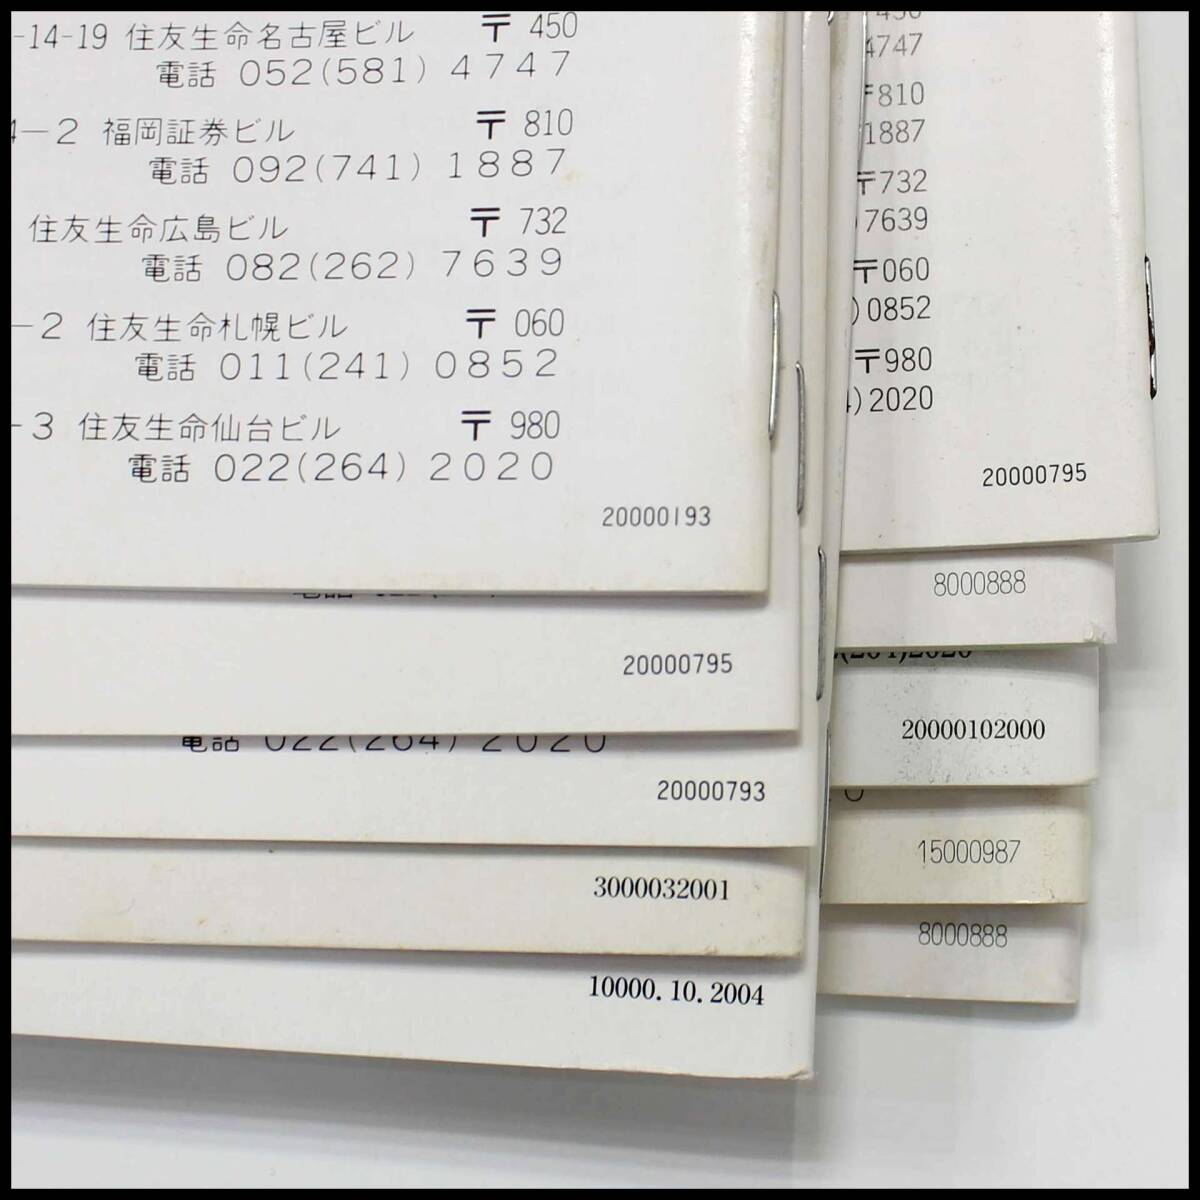 -14-19 住友生命名古屋ビル 〒 450
電話 052(581) 4747
4-2 福岡証券ビル 〒 810
電話 092(741) 1887
住友生命広島ビル 〒 732
電話 082(262) 7639
-2 住友生命札幌ビル 〒 060
電話 011(241) 0852
-3 住友生命仙台ビル 〒 980
電話 022(264) 2020
20000193
20000795
電話 022(264) 2020
20000793
3000032001
10000.10.2004
4747
〒810
1887
〒732
7639
〒060
)0852
〒980
4)2020
20000795
8000888
(264)2020
20000102000
15000987
8000888